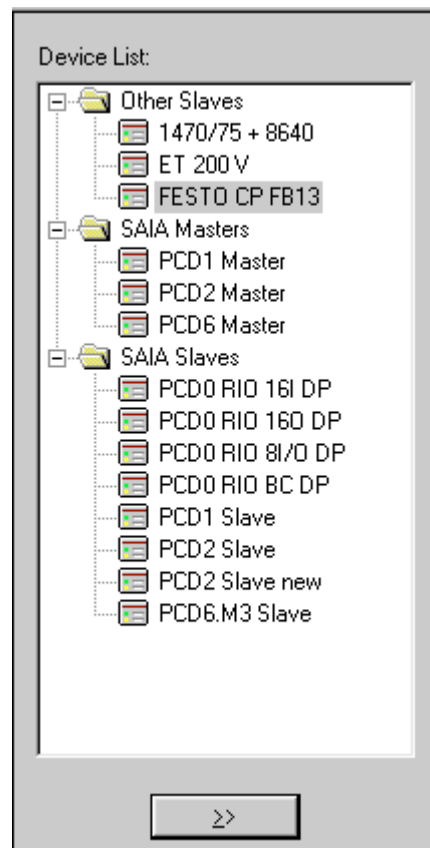 Device List:
Other Slaves
1470/75 + 8640
ET 200 V
FESTO CP FB13
SAIA Masters
PCD1 Master
PCD2 Master
PCD6 Master
SAIA Slaves
PCD0 RIO 16I DP
PCD0 RIO 16O DP
PCD0 RIO 8I/O DP
PCD0 RIO BC DP
PCD1 Slave
PCD2 Slave
PCD2 Slave new
PCD6.M3 Slave
>>